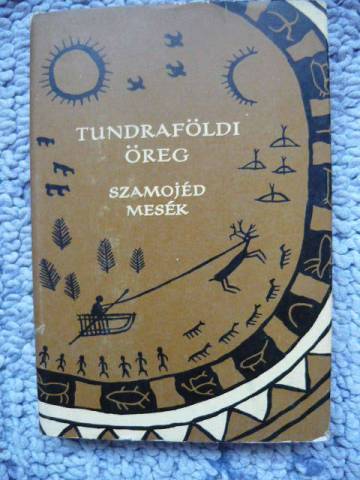 TUNDRAFÖLDI
ÖREG
SZAMOJÉD
MESÉK